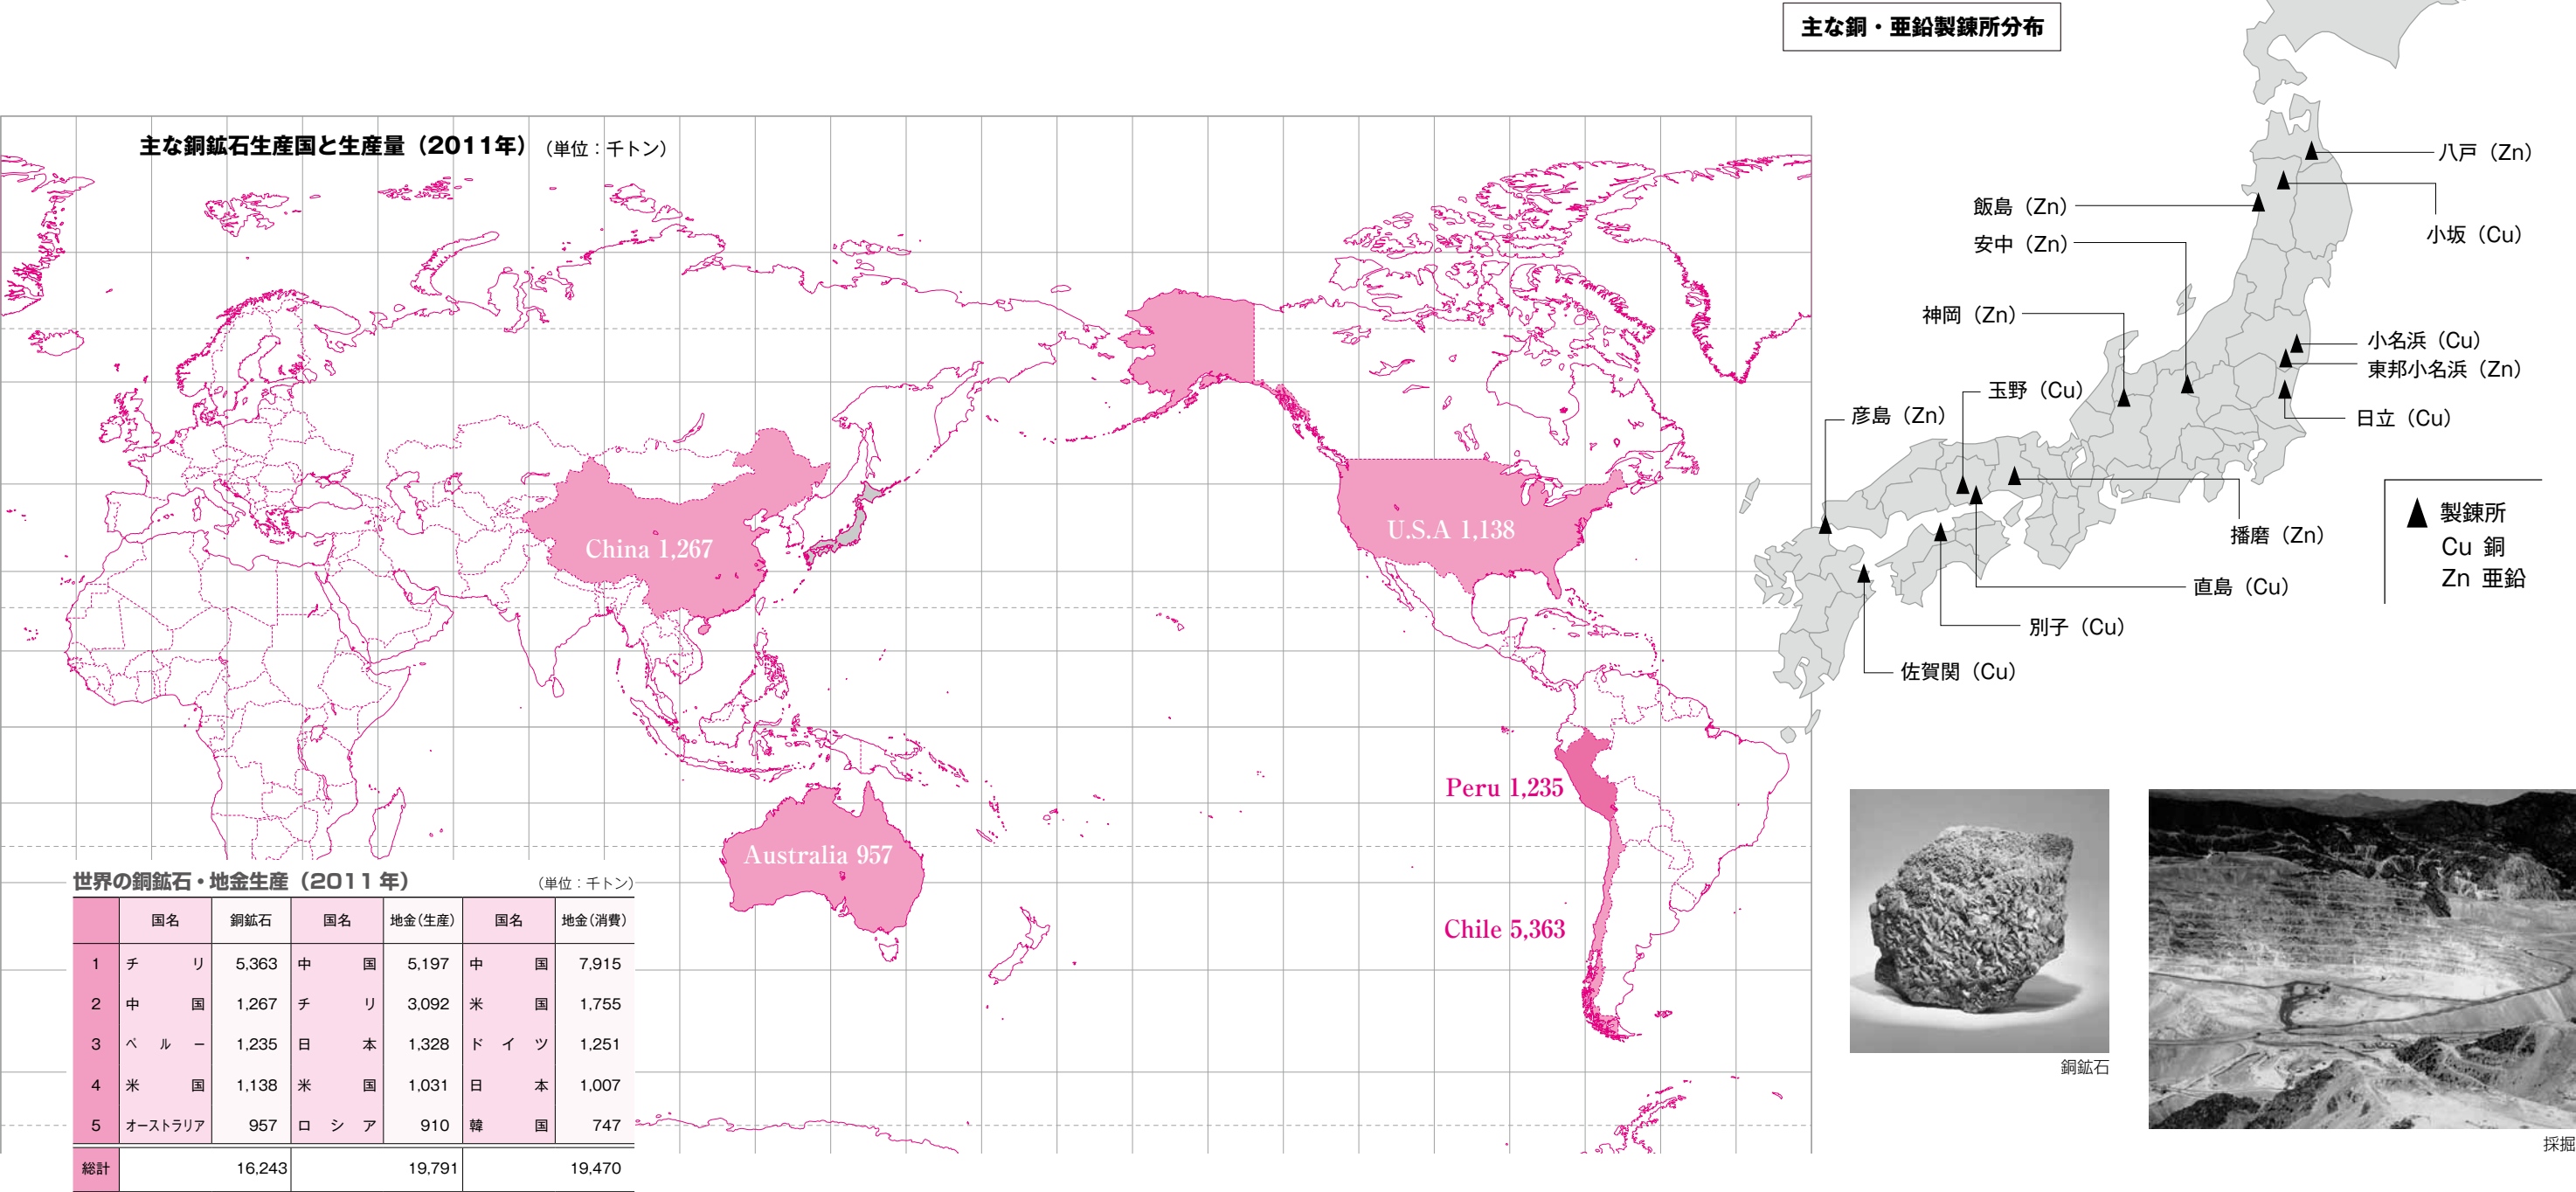 主な銅・亜鉛製錬所分布
主な銅鉱石生産国と生産量（2011年）（単位：千トン）
八戸（Zn）
飯島（Zn）
小坂（Cu）
安中（Zn）
神岡（Zn）
小名浜（Cu）
東邦小名浜（Zn）
玉野（Cu）
彦島（Zn）
日立（Cu）
製錬所
Cu 銅
Zn 亜鉛
播磨（Zn）
直島（Cu）
別子（Cu）
佐賀関（Cu）
China 1,267
U.S.A 1,138
Peru 1,235
Australia 957
Chile 5,363
世界の銅鉱石・地金生産（2011年）（単位：千トン）
国名 銅鉱石 国名 地金（生産） 国名 地金（消費）
1 チリ 5,363 中国 5,197 中国 7,915
2 中国 1,267 チリ 3,092 米国 1,755
3 ペルー 1,235 日本 1,328 ドイツ 1,251
4 米国 1,138 米国 1,031 日本 1,007
5 オーストラリア 957 ロシア 910 韓国 747
総計 16,243 19,791 19,470
銅鉱石
採掘